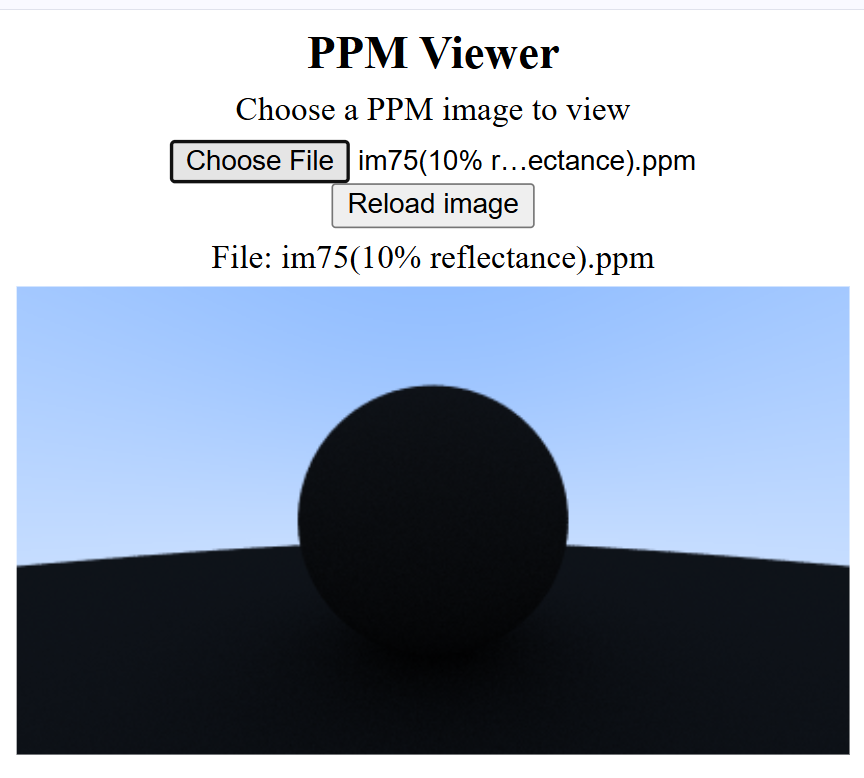 PPM Viewer
Choose a PPM image to view
Choose File im75(10% r...ectance).ppm
Reload image
File: im75(10% reflectance).ppm